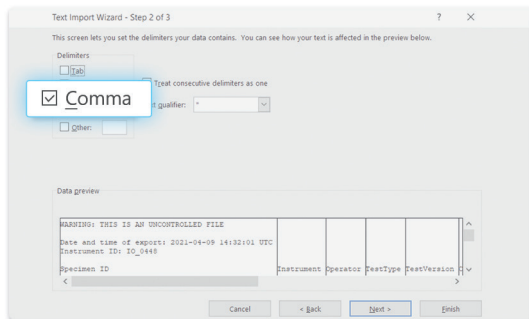 Text Import Wizard - Step 2 of 3 ? ×
This screen lets you set the delimiters your data contains. You can see how your text is affected in the preview below.
Delimiters
Tab
Treat consecutive delimiters as one
Comma
qualifier: "
Other:
Data preview
WARNING: THIS IS AN UNCONTROLLED FILE
Date and time of export: 2021-04-09 14:32:01 UTC
Instrument ID: IO_0448
Specimen ID Instrument Operator TestType TestVersion
Cancel < Back Next > Finish